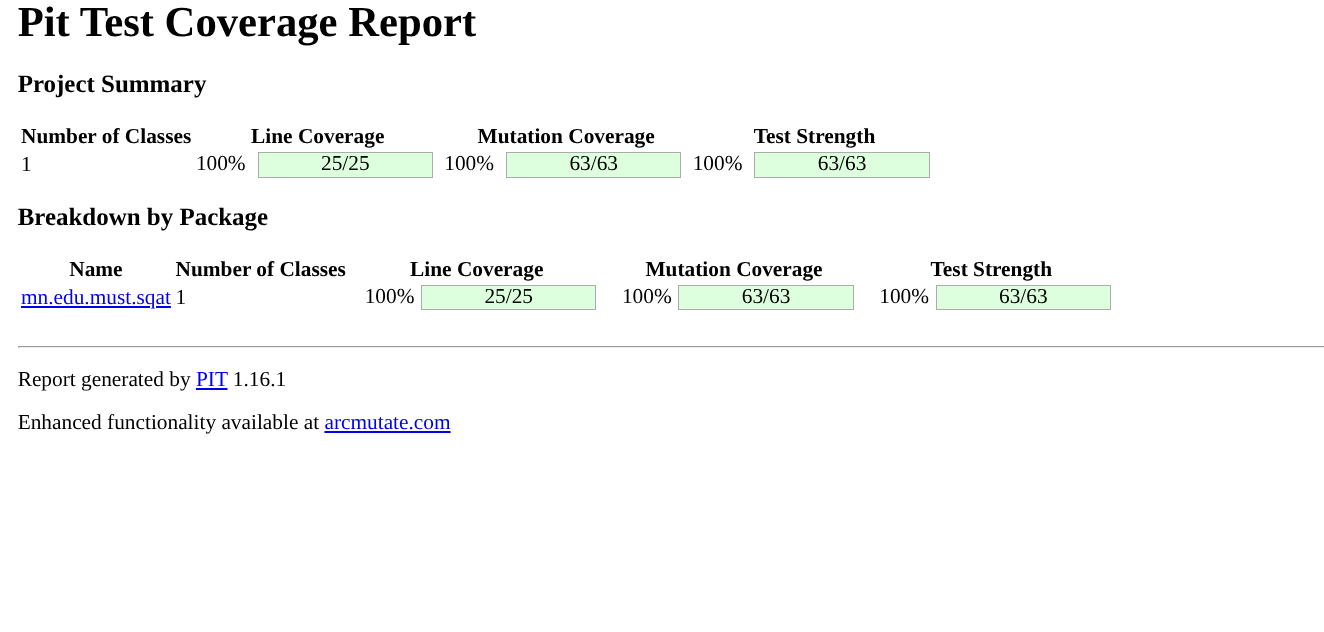 Pit Test Coverage Report
Project Summary
Number of Classes Line Coverage Mutation Coverage Test Strength
1 100% 25/25 100% 63/63 100% 63/63
Breakdown by Package
Name Number of Classes Line Coverage Mutation Coverage Test Strength
mn.edu.must.sqat 1 100% 25/25 100% 63/63 100% 63/63
Report generated by PIT 1.16.1
Enhanced functionality available at arcmutate.com